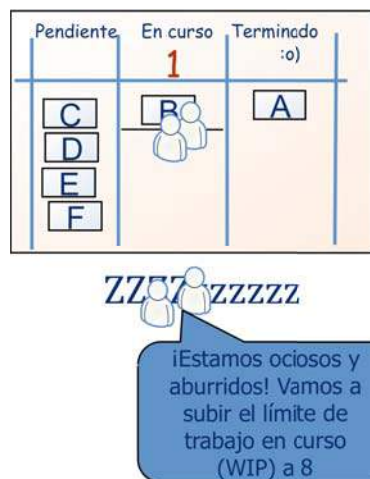 Pendiente En curso Terminado
1 :o)
C B A
D
E
F
ZZZZzzzzz
¡Estamos ociosos y
aburridos! Vamos a
subir el límite de
trabajo en curso
(WIP) a 8